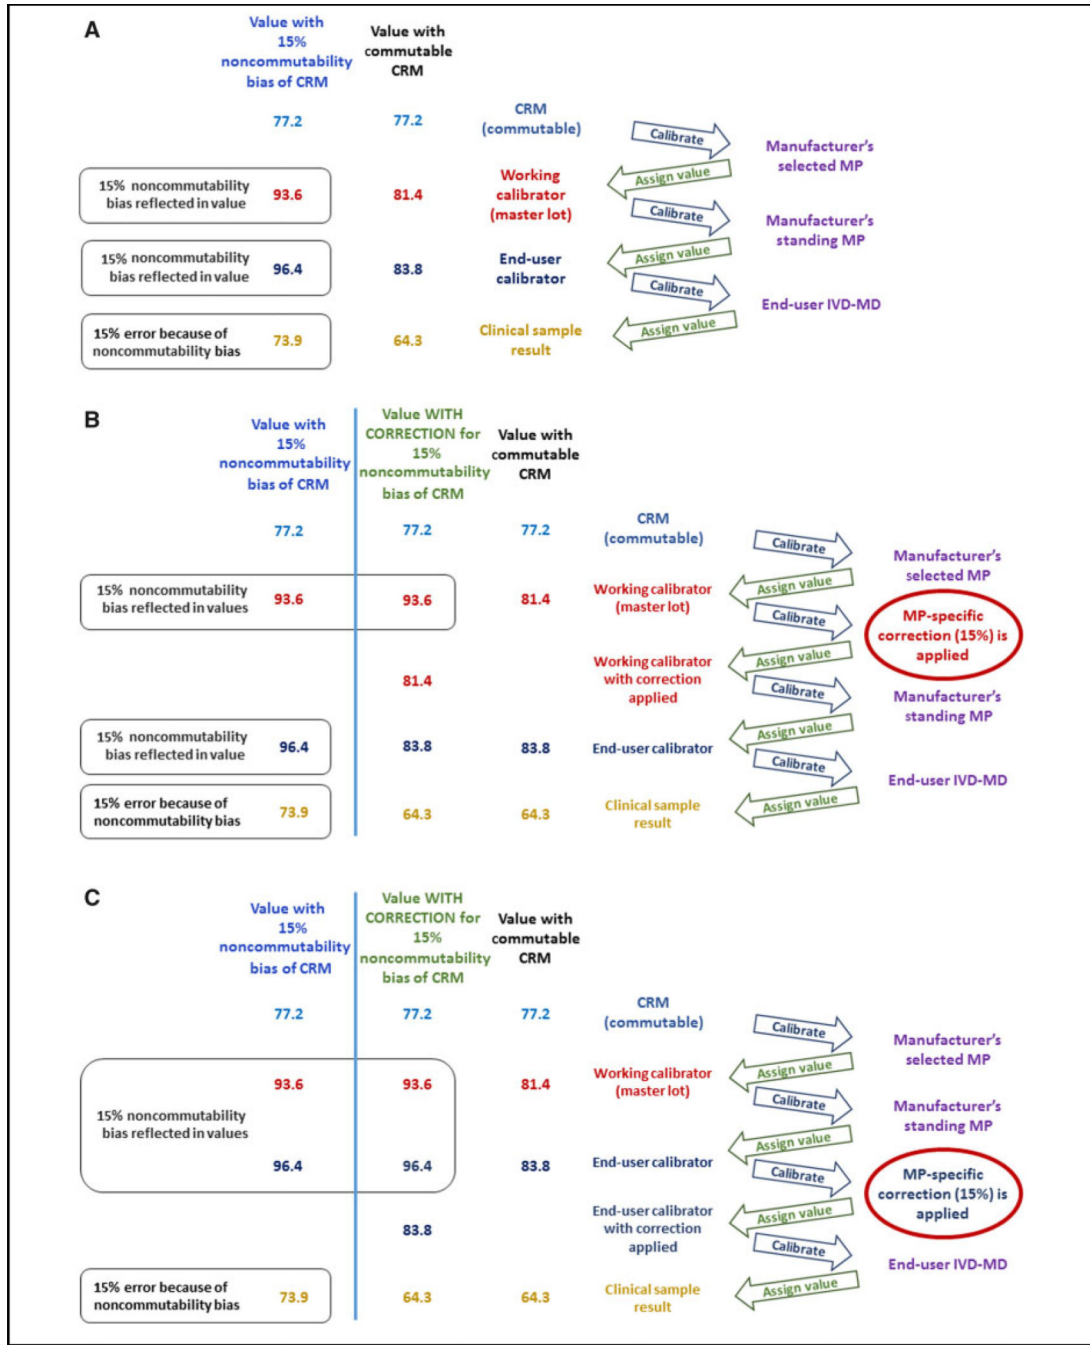 A
Value with
15%
noncommutability
bias of CRM
Value with
commutable
CRM
77.2
77.2
CRM
(commutable)
Calibrate
Manufacturer's
selected MP
15% noncommutability
bias reflected in value
93.6
81.4
Working
calibrator
(master lot)
Assign value
Calibrate
Manufacturer's
standing MP
15% noncommutability
bias reflected in value
96.4
83.8
End-user
calibrator
Assign value
Calibrate
End-user IVD-MD
15% error because of
noncommutability bias
73.9
64.3
Clinical sample
result
Assign value
B
Value with
15%
noncommutability
bias of CRM
Value WITH
CORRECTION for
15%
noncommutability
bias of CRM
Value with
commutable
CRM
77.2
77.2
77.2
CRM
(commutable)
Calibrate
Manufacturer's
selected MP
15% noncommutability
bias reflected in values
93.6
93.6
81.4
Working calibrator
(master lot)
Assign value
Calibrate
MP-specific
correction (15%) is
applied
81.4
Working calibrator
with correction
applied
Assign value
Calibrate
Manufacturer's
standing MP
15% noncommutability
bias reflected in value
96.4
83.8
83.8
End-user calibrator
Assign value
Calibrate
End-user IVD-MD
15% error because of
noncommutability bias
73.9
64.3
64.3
Clinical sample
result
Assign value
C
Value with
15%
noncommutability
bias of CRM
Value WITH
CORRECTION for
15%
noncommutability
bias of CRM
Value with
commutable
CRM
77.2
77.2
77.2
CRM
(commutable)
Calibrate
Manufacturer's
selected MP
93.6
93.6
81.4
Working calibrator
(master lot)
Assign value
Calibrate
Manufacturer's
standing MP
15% noncommutability
bias reflected in values
96.4
96.4
83.8
End-user calibrator
Assign value
Calibrate
MP-specific
correction (15%) is
applied
83.8
End-user calibrator
with correction
applied
Assign value
Calibrate
End-user IVD-MD
15% error because of
noncommutability bias
73.9
64.3
64.3
Clinical sample
result
Assign value